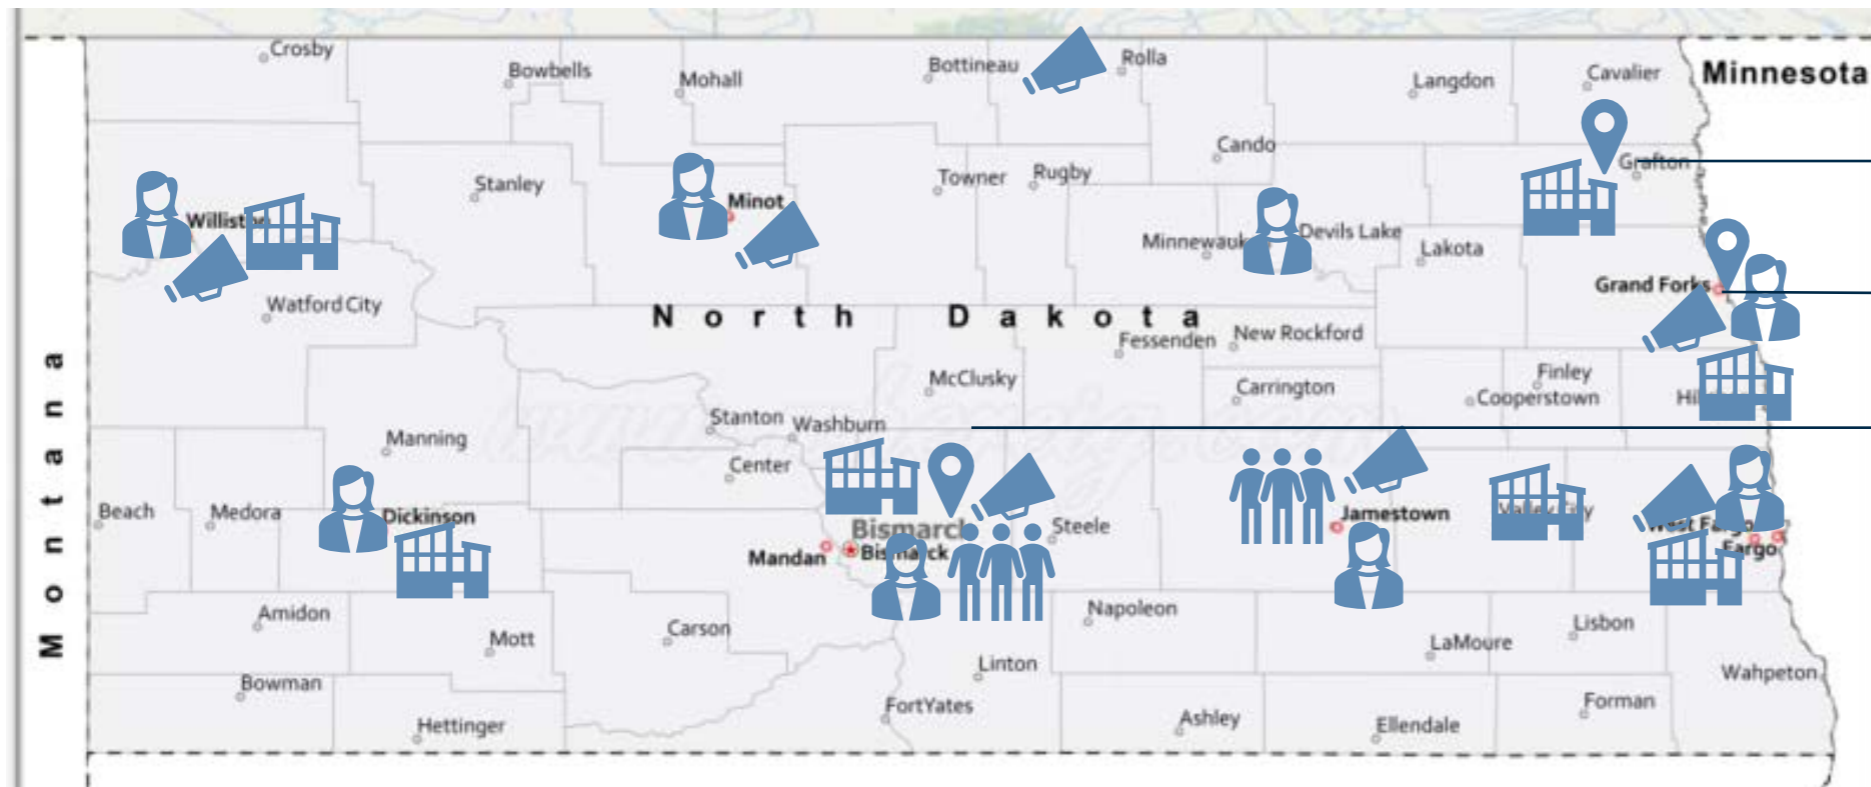 Crosby
Bowbells
Mohall
Bottineau
Rolla
Langdon
Cavalier
Minnesota
Cando
Grafton
Stanley
Towner
Rugby
Minot
Devils Lake
Lakota
Watford City
Grand Forks
North Dakota
Fessenden
New Rockford
McClusky
Carrington
Finley
Cooperstown
Montana
Stanton
Washburn
Manning
Center
Beach
Medora
Dickinson
Bismarck
Steele
Jamestown
Mandan
Bismarck
Fargo
Amidon
Mott
Carson
Napoleon
LaMoure
Lisbon
Linton
Wahpeton
Bowman
Hettinger
FortYates
Ashley
Ellendale
Forman